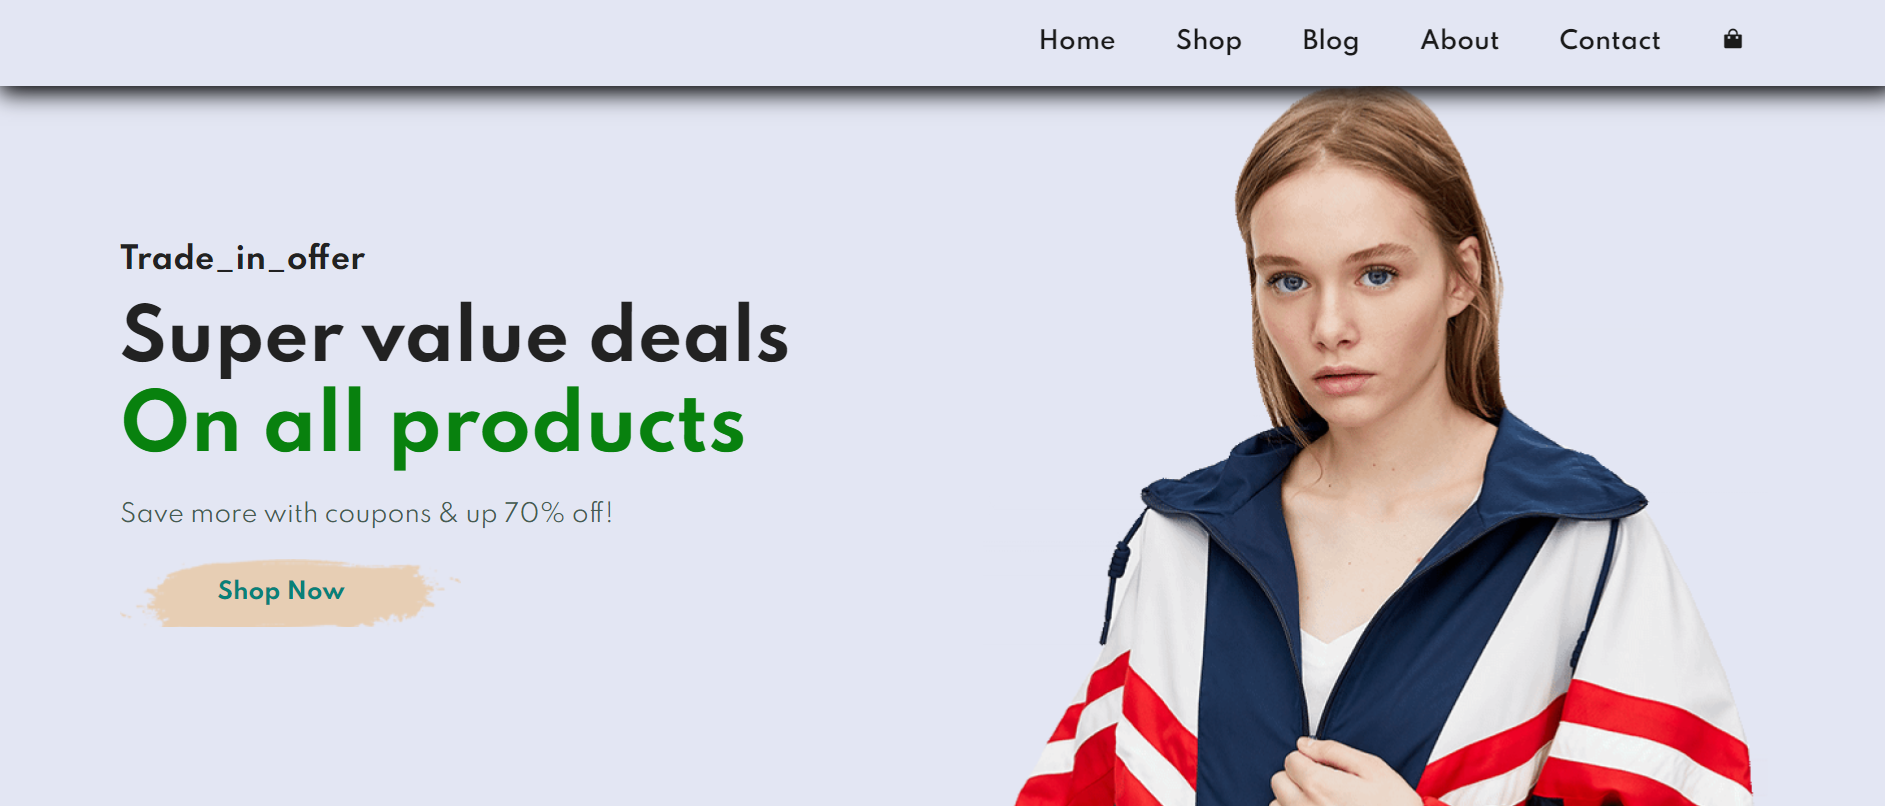 Home Shop Blog About Contact
Trade_in_offer
Super value deals
On all products
Save more with coupons & up 70% off!
Shop Now